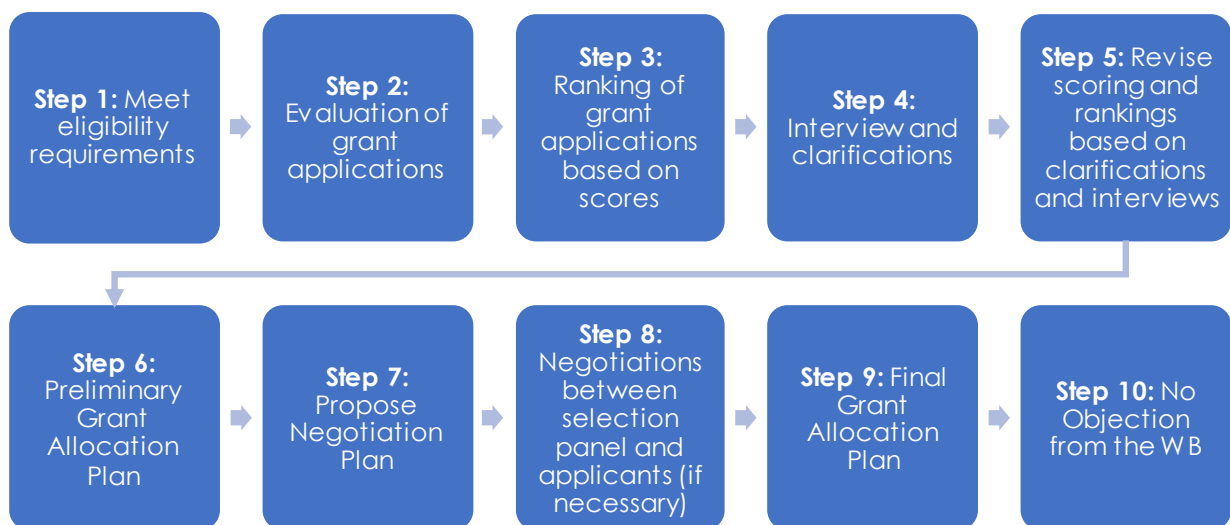 Step 1: Meet
eligibility
requirements
Step 2:
Evaluation of
grant
applications
Step 3:
Ranking of
grant
applications
based on
scores
Step 4:
Interview and
clarifications
Step 5: Revise
scoring and
rankings
based on
clarifications
and interviews
Step 6:
Preliminary
Grant
Allocation
Plan
Step 7:
Propose
Negotiation
Plan
Step 8:
Negotiations
between
selection
panel and
applicants (if
necessary)
Step 9: Final
Grant
Allocation
Plan
Step 10: No
Objection
from the WB